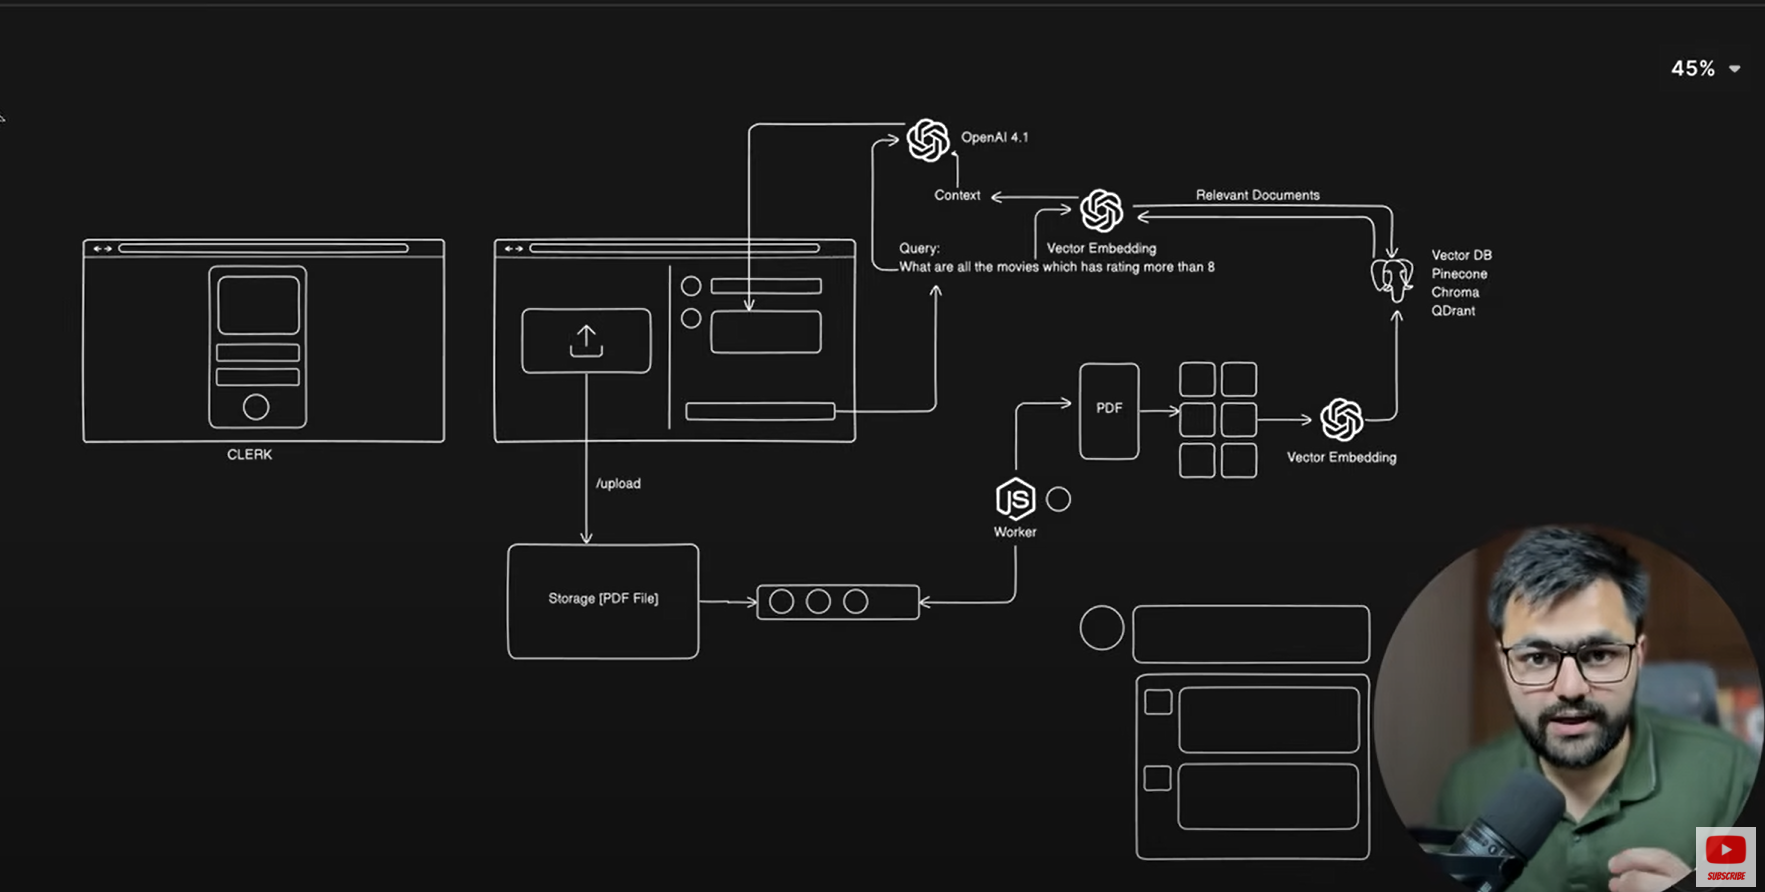 45%
OpenAI 4.1
Context
Relevant Documents
Query:
Vector Embedding
What are all the movies which has rating more than 8
Vector DB
Pinecone
Chroma
QDrant
CLERK
/upload
PDF
Vector Embedding
JS
Worker
Storage [PDF File]
SUBSCRIBE